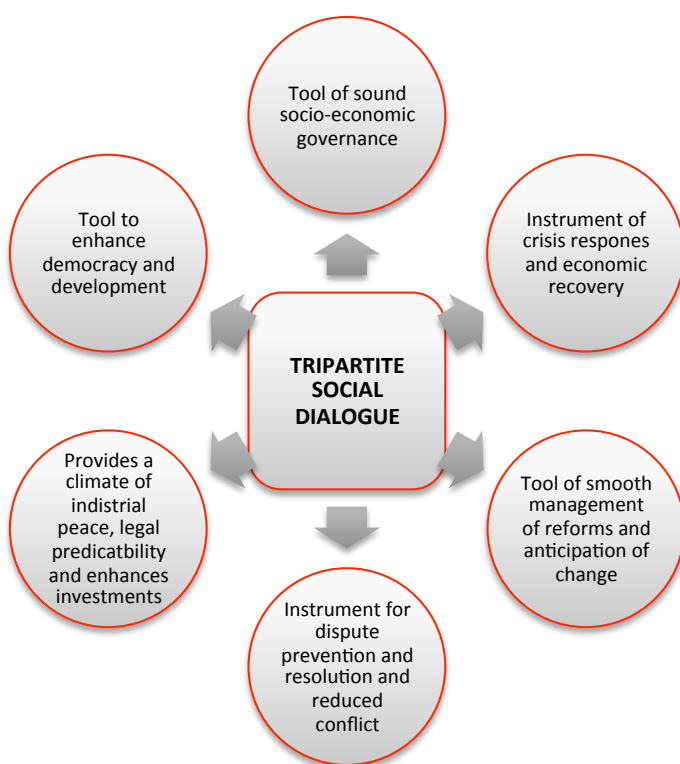 Tool of sound
socio-economic
governance
Tool to
enhance
democracy and
development
Instrument of
crisis respones
and economic
recovery
TRIPARTITE
SOCIAL
DIALOGUE
Provides a
climate of
indistrial
peace, legal
predicatbility
and enhances
investments
Tool of smooth
management
of reforms and
anticipation of
change
Instrument for
dispute
prevention and
resolution and
reduced
conflict